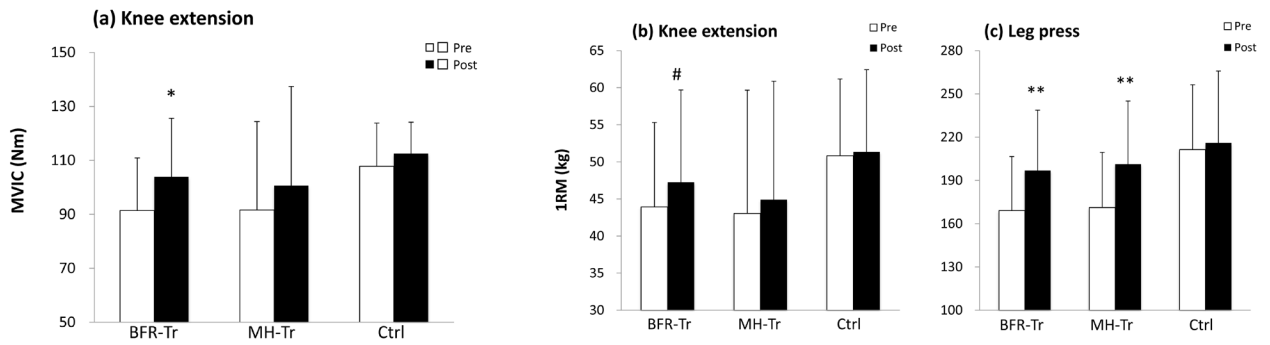 (a) Knee extension
Pre
Post
MVIC (Nm)
150
130
110
90
70
50
*
BFR-Tr MH-Tr Ctrl
(b) Knee extension
Pre
Post
1RM (kg)
65
60
55
50
45
40
35
30
#
BFR-Tr MH-Tr Ctrl
(c) Leg press
Pre
Post
280
250
220
190
160
130
100
** **
BFR-Tr MH-Tr Ctrl